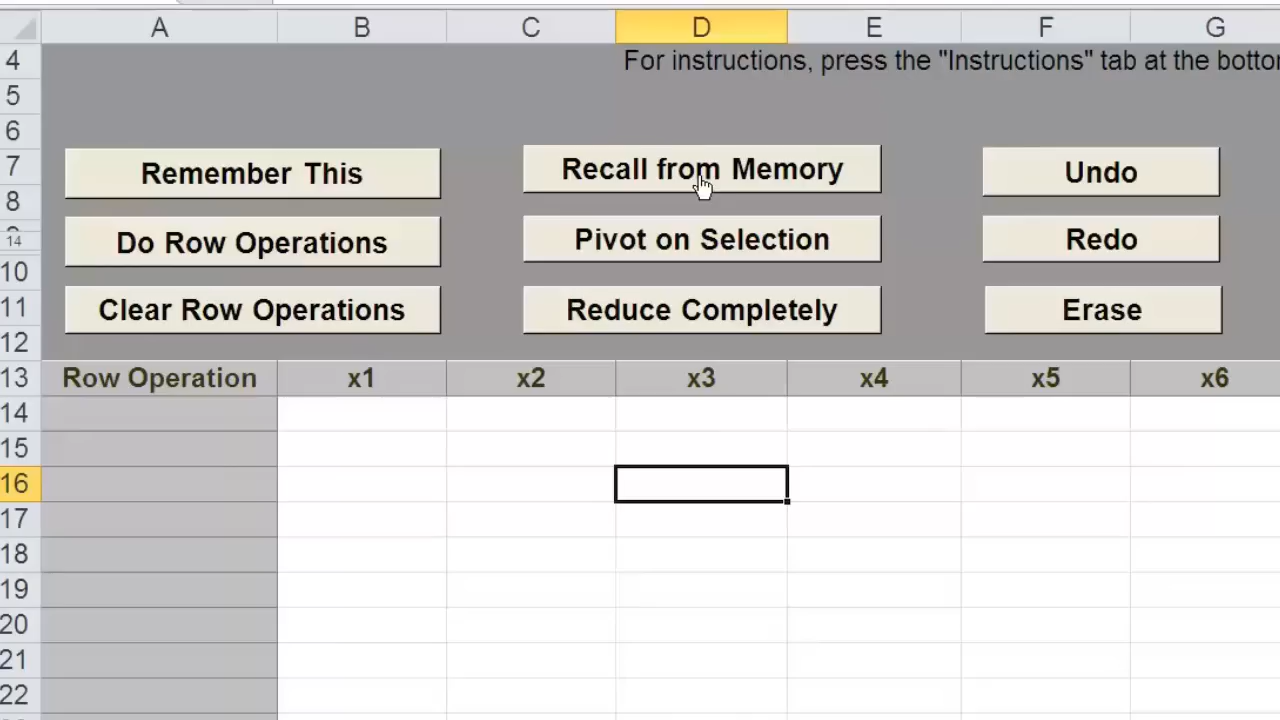 A B C D E F G
4 For instructions, press the "Instructions" tab at the botto
5
6
7 Remember This Recall from Memory Undo
8
14 Do Row Operations Pivot on Selection Redo
10
11 Clear Row Operations Reduce Completely Erase
12
13 Row Operation x1 x2 x3 x4 x5 x6
14
15
16
17
18
19
20
21
22